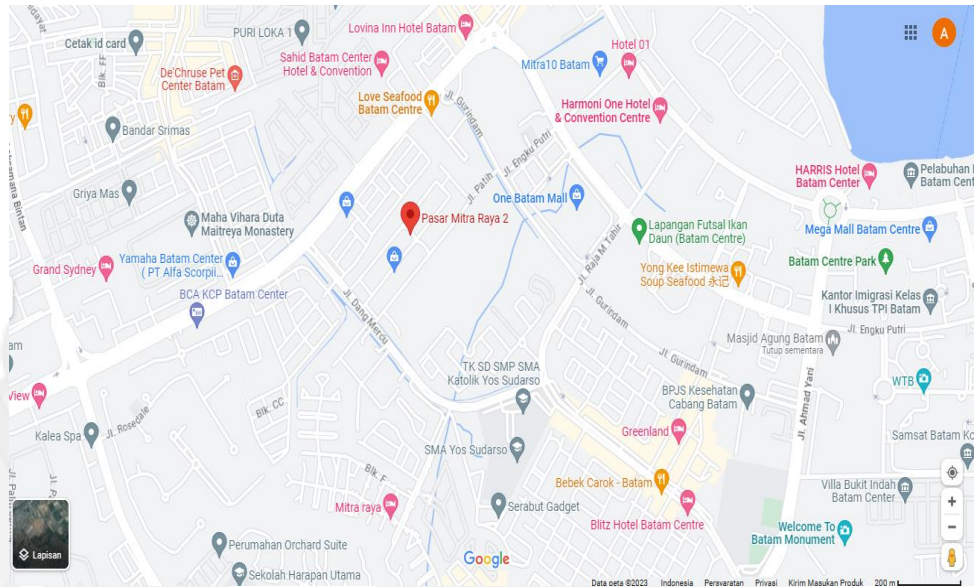 Cetak id card
PURI LOKA 1
Lovina Inn Hotel Batam
Sahid Batam Center
Hotel & Convention
Hotel 01
Mitra10 Batam
A
De'Chruse Pet
Center Batam
Blk. FF
Love Seafood
Batam Centre
Harmoni One Hotel
& Convention Centre
Bandar Srimas
Jl. Gurindam
Jl. Engku Putri
Jl. Patih
HARRIS Hotel
Batam Center
Pelabuhan
Batam Cent
Griya Mas
One Batam Mall
Maha Vihara Duta
Maitreya Monastery
Pasar Mitra Raya 2
Lapangan Futsal Ikan
Daun (Batam Centre)
Mega Mall Batam Centre
Grand Sydney
Yamaha Batam Center
( PT Alfa Scorpii...
Jl. Raja M Tahir
Yong Kee Istimewa
Soup Seafood 永记
Batam Centre Park
BCA KCP Batam Center
Jl. Dang Merdu
Jl. Gurindam
Kantor Imigrasi Kelas
I Khusus TPI Batam
Jl. Engku Putri
Masjid Agung Batam
Tutup sementara
am
View
TK SD SMP SMA
Katolik Yos Sudarso
Jl. Gurindam
Jl. Ahmad Yani
WTB
BPJS Kesehatan
Cabang Batam
Kalea Spa
Jl. Rosedale
Blk. CC
Greenland
SMA Yos Sudarso
Samsat Batam Ko
Blk. F
Bebek Carok - Batam
Villa Bukit Indah
Batam Center
Mitra raya
Serabut Gadget
Blitz Hotel Batam Centre
Welcome To
Batam Monument
Lapisan
Perumahan Orchard Suite
Google
Sekolah Harapan Utama
Data peta ©2023 Indonesia Persyaratan Privasi Kirim Masukan Produk 200 m